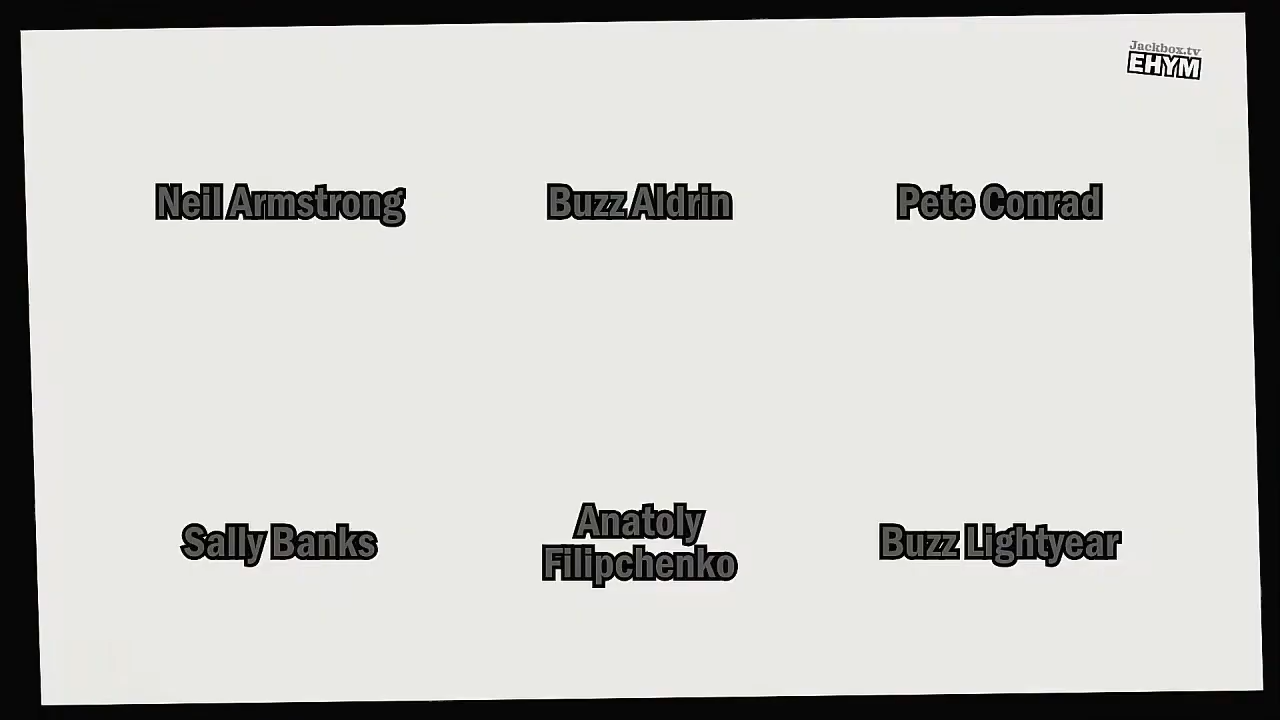 Jackbox.tv
EHYM
Neil Armstrong
Buzz Aldrin
Pete Conrad
Sally Banks
Anatoly
Filipchenko
Buzz Lightyear